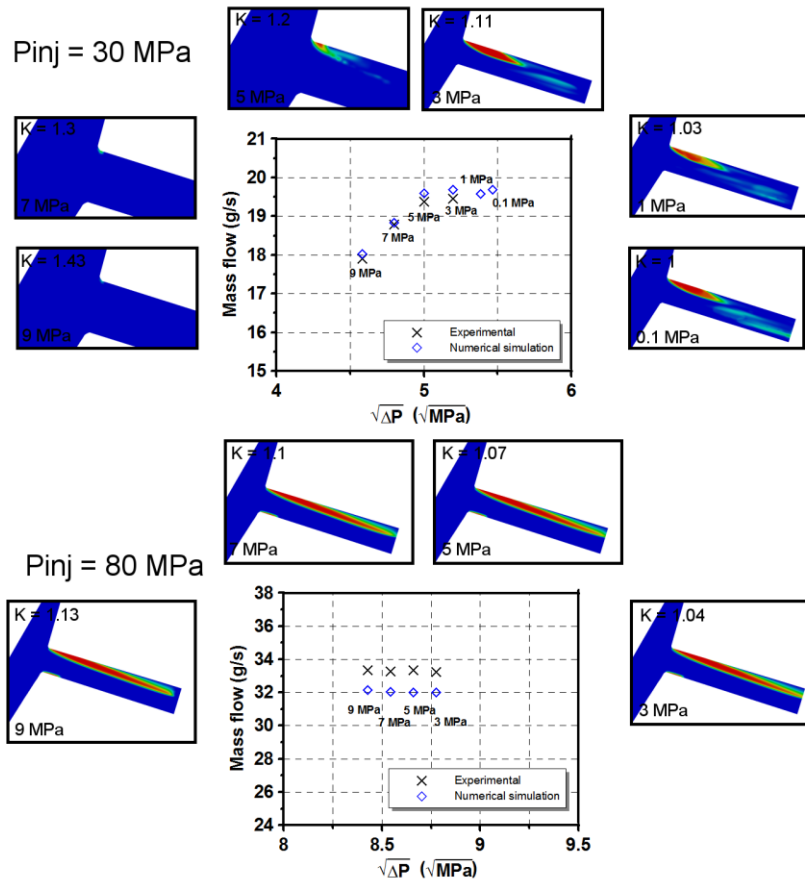 K = 1.2
K = 1.11
Pinj = 30 MPa
5 MPa
3 MPa
K = 1.3
7 MPa
K = 1.03
1 MPa
K = 1.43
9 MPa
K = 1
0.1 MPa
21
20
19
18
17
16
15
Mass flow (g/s)
1 MPa
0.1 MPa
5 MPa
3 MPa
7 MPa
9 MPa
Experimental
Numerical simulation
4
5
6
√ΔP (√MPa)
K = 1.1
7 MPa
K = 1.07
5 MPa
Pinj = 80 MPa
K = 1.13
9 MPa
K = 1.04
3 MPa
38
36
34
32
30
28
26
24
Mass flow (g/s)
9 MPa
5 MPa
7 MPa
3 MPa
Experimental
Numerical simulation
8
8.5
9
9.5
√ΔP (√MPa)